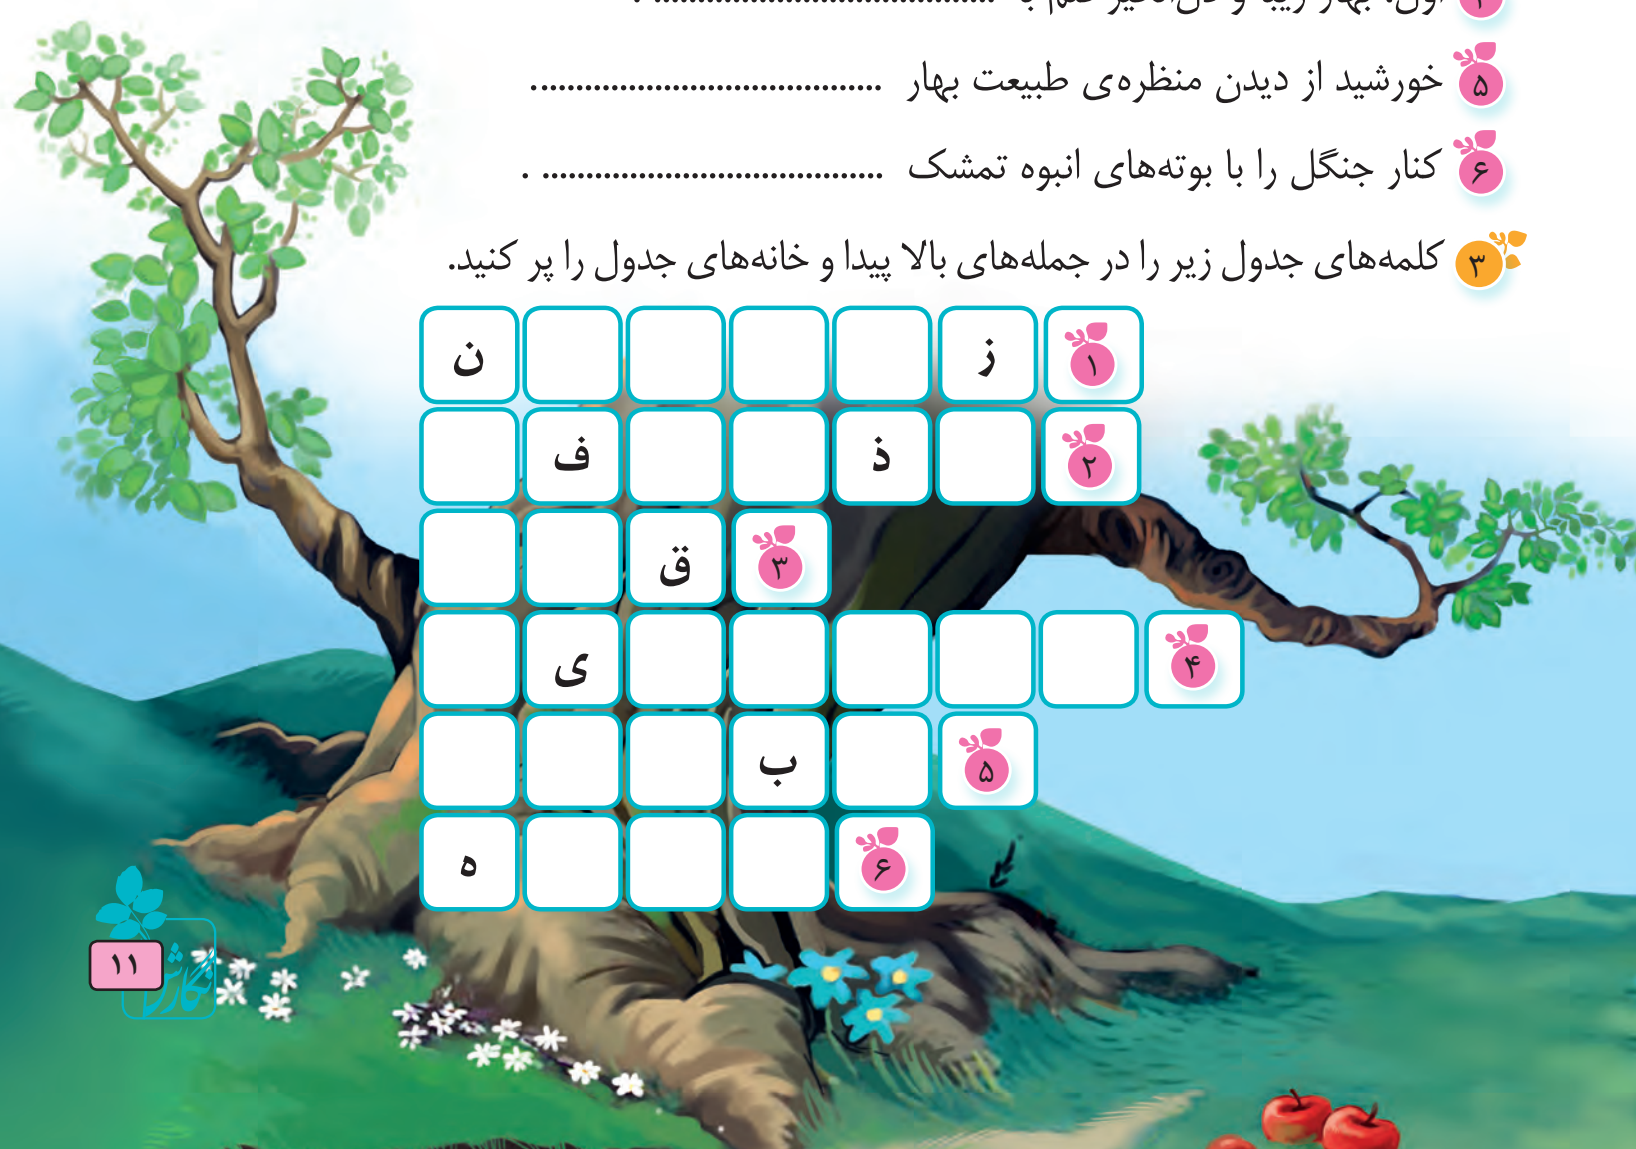 ۵ خورشید از دیدن منظره‌ی طبیعت بهار ....................................
۶ کنار جنگل را با بوته‌های انبوه تمشک .................................... .
۳ کلمه‌های جدول زیر را در جمله‌های بالا پیدا و خانه‌های جدول را پر کنید.
۱ ز ن
۲ ذ ف
۳ ق
۴ ی
۵ ب
۶ ه
نگارش
۱۱